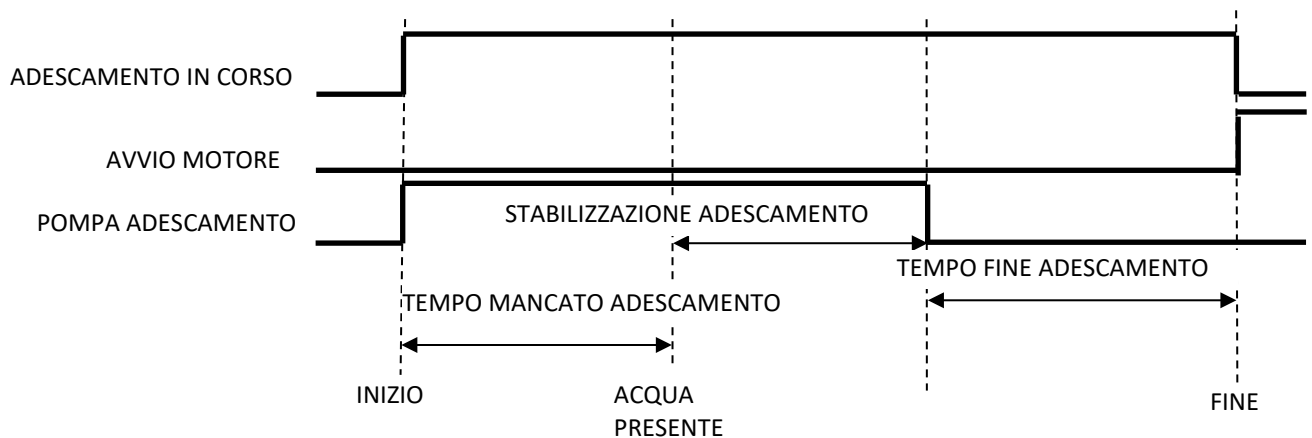 ADESCAMENTO IN CORSO
AVVIO MOTORE
POMPA ADESCAMENTO
STABILIZZAZIONE ADESCAMENTO
TEMPO FINE ADESCAMENTO
TEMPO MANCATO ADESCAMENTO
INIZIO
ACQUA
PRESENTE
FINE